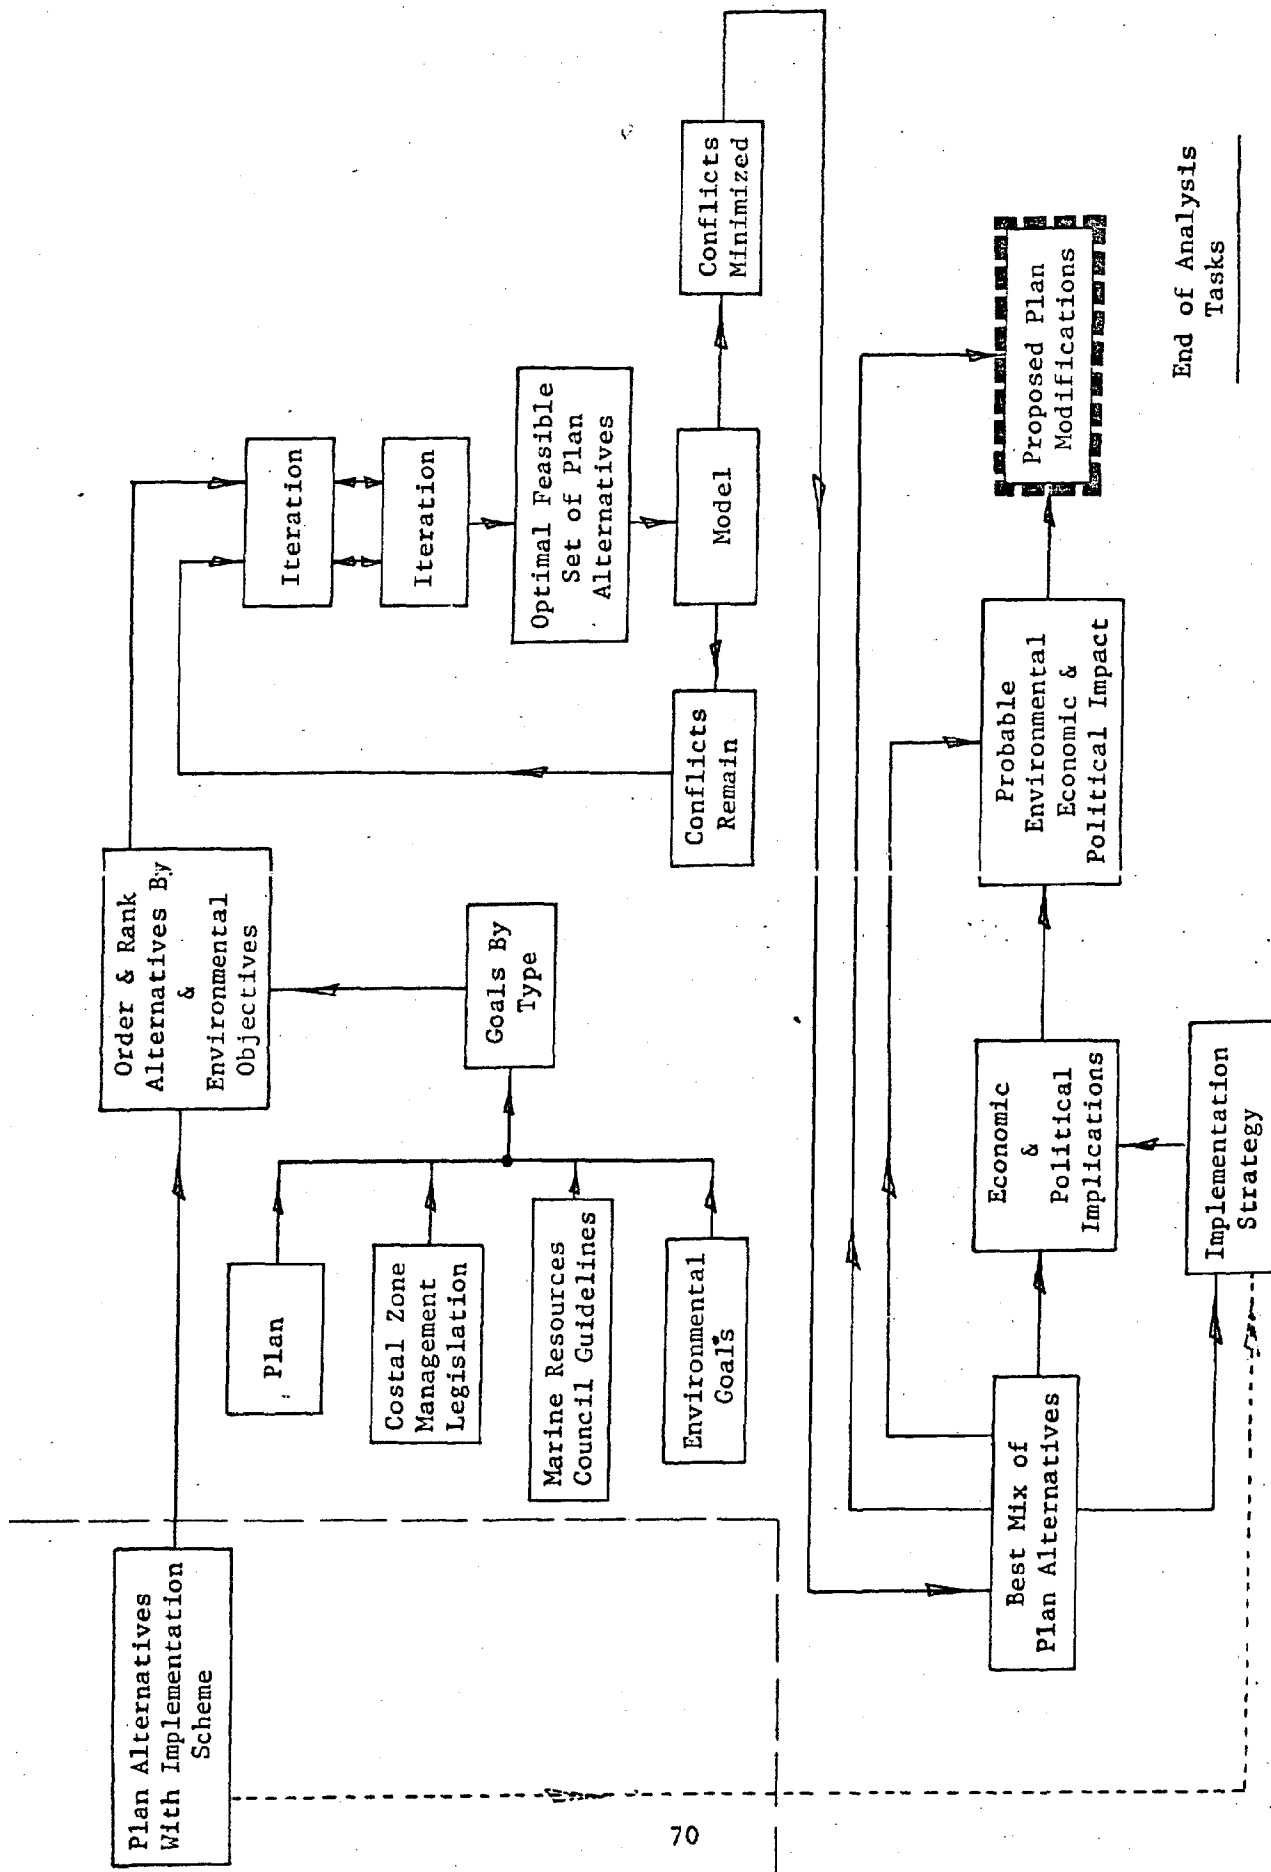 Plan Alternatives
With Implementation
Scheme
Order & Rank
Alternatives By
&
Environmental
Objectives
Iteration
Iteration
Optimal Feasible
Set of Plan
Alternatives
Model
Conflicts
Minimized
Conflicts
Remain
Goals By
Type
Plan
Costal Zone
Management
Legislation
Marine Resources
Council Guidelines
Environmental
Goals
Best Mix of
Plan Alternatives
Economic
&
Political
Implications
Implementation
Strategy
Probable
Environmental
Economic &
Political Impact
Proposed Plan
Modifications
End of Analysis
Tasks
70